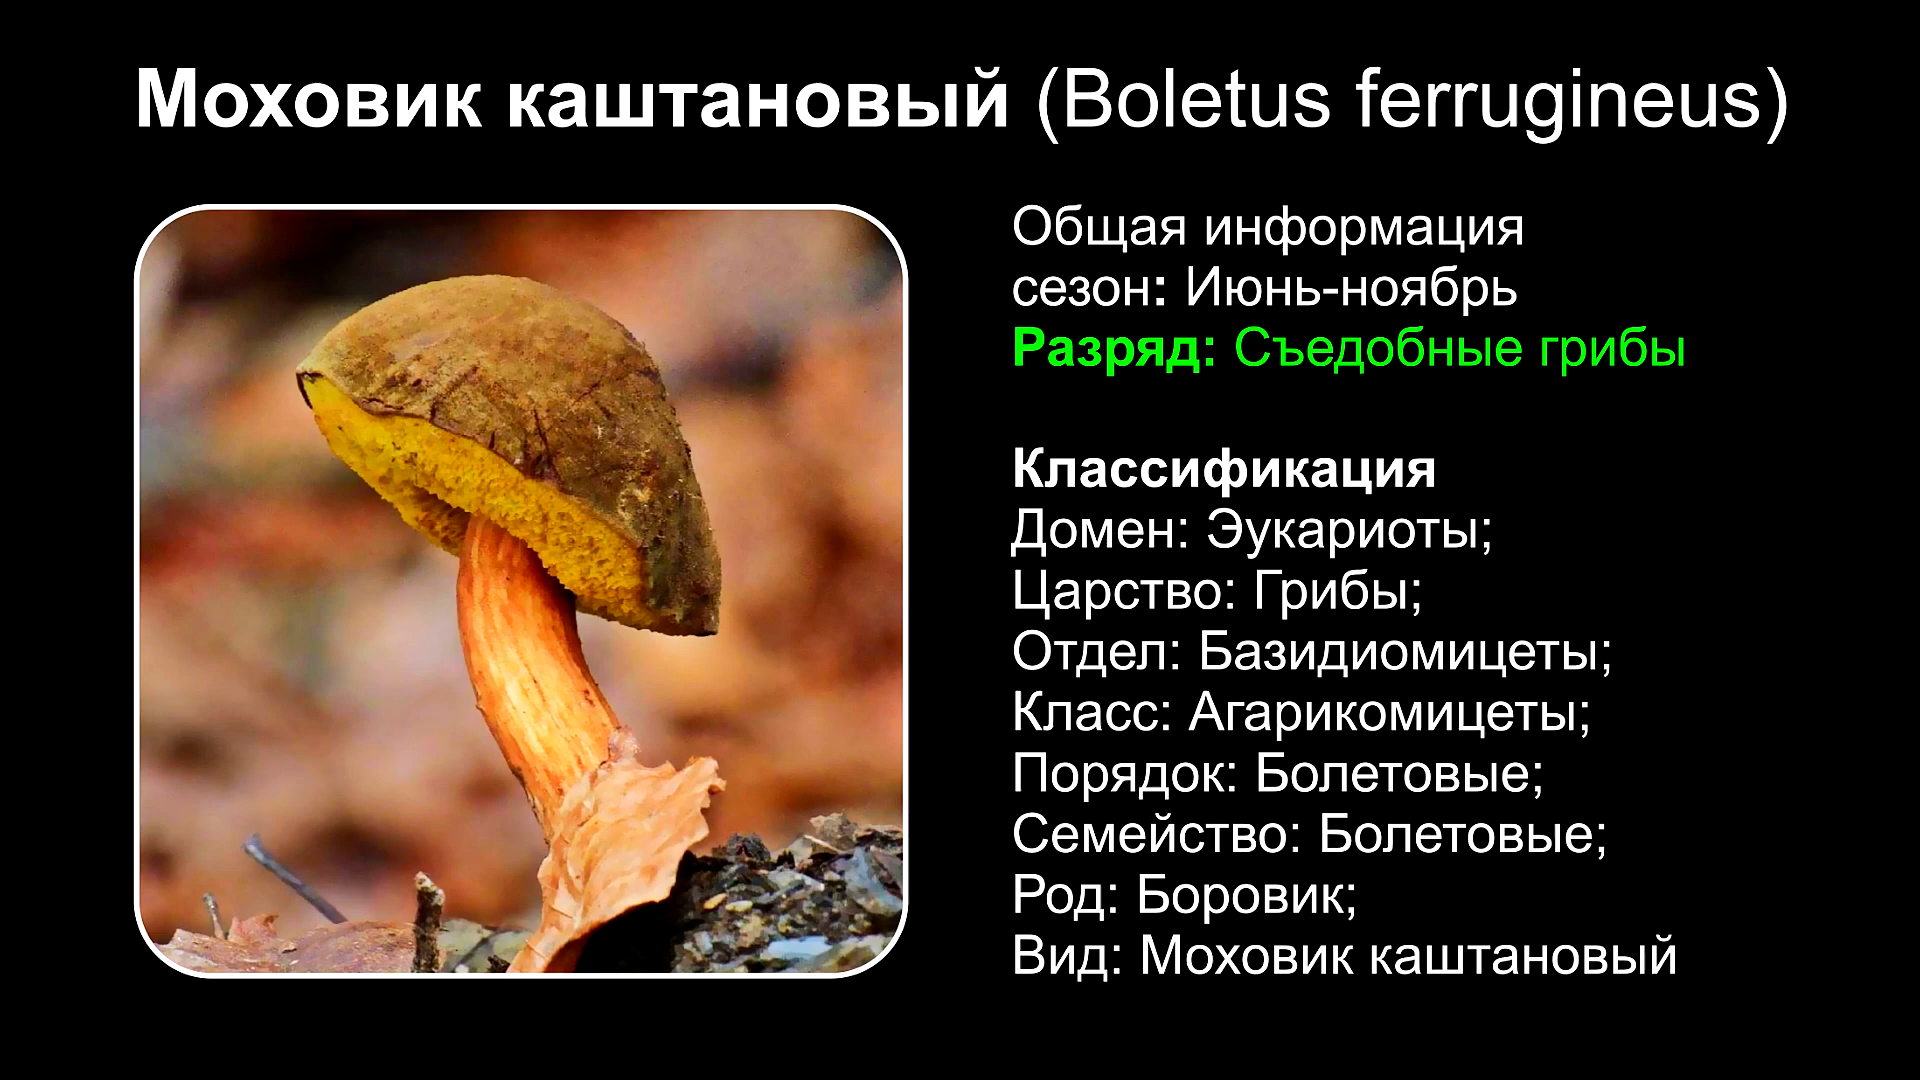 Моховик каштановый (Boletus ferrugineus)
Общая информация
сезон: Июнь-ноябрь
Разряд: Съедобные грибы
Классификация
Домен: Эукариоты;
Царство: Грибы;
Отдел: Базидиомицеты;
Класс: Агарикомицеты;
Порядок: Болетовые;
Семейство: Болетовые;
Род: Боровик;
Вид: Моховик каштановый